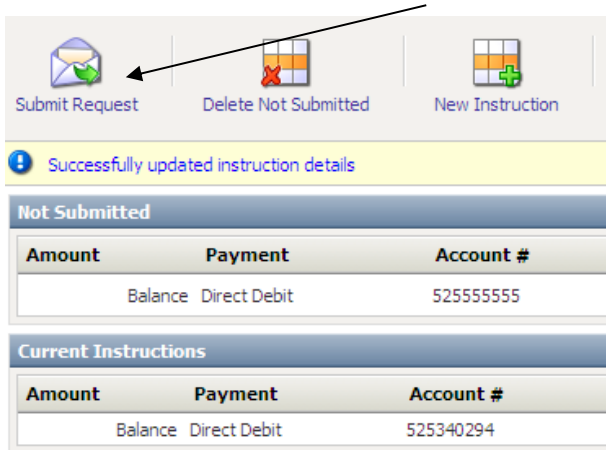 Submit Request Delete Not Submitted New Instruction
Successfully updated instruction details
Not Submitted
Amount Payment Account #
Balance Direct Debit 525555555
Current Instructions
Amount Payment Account #
Balance Direct Debit 525340294